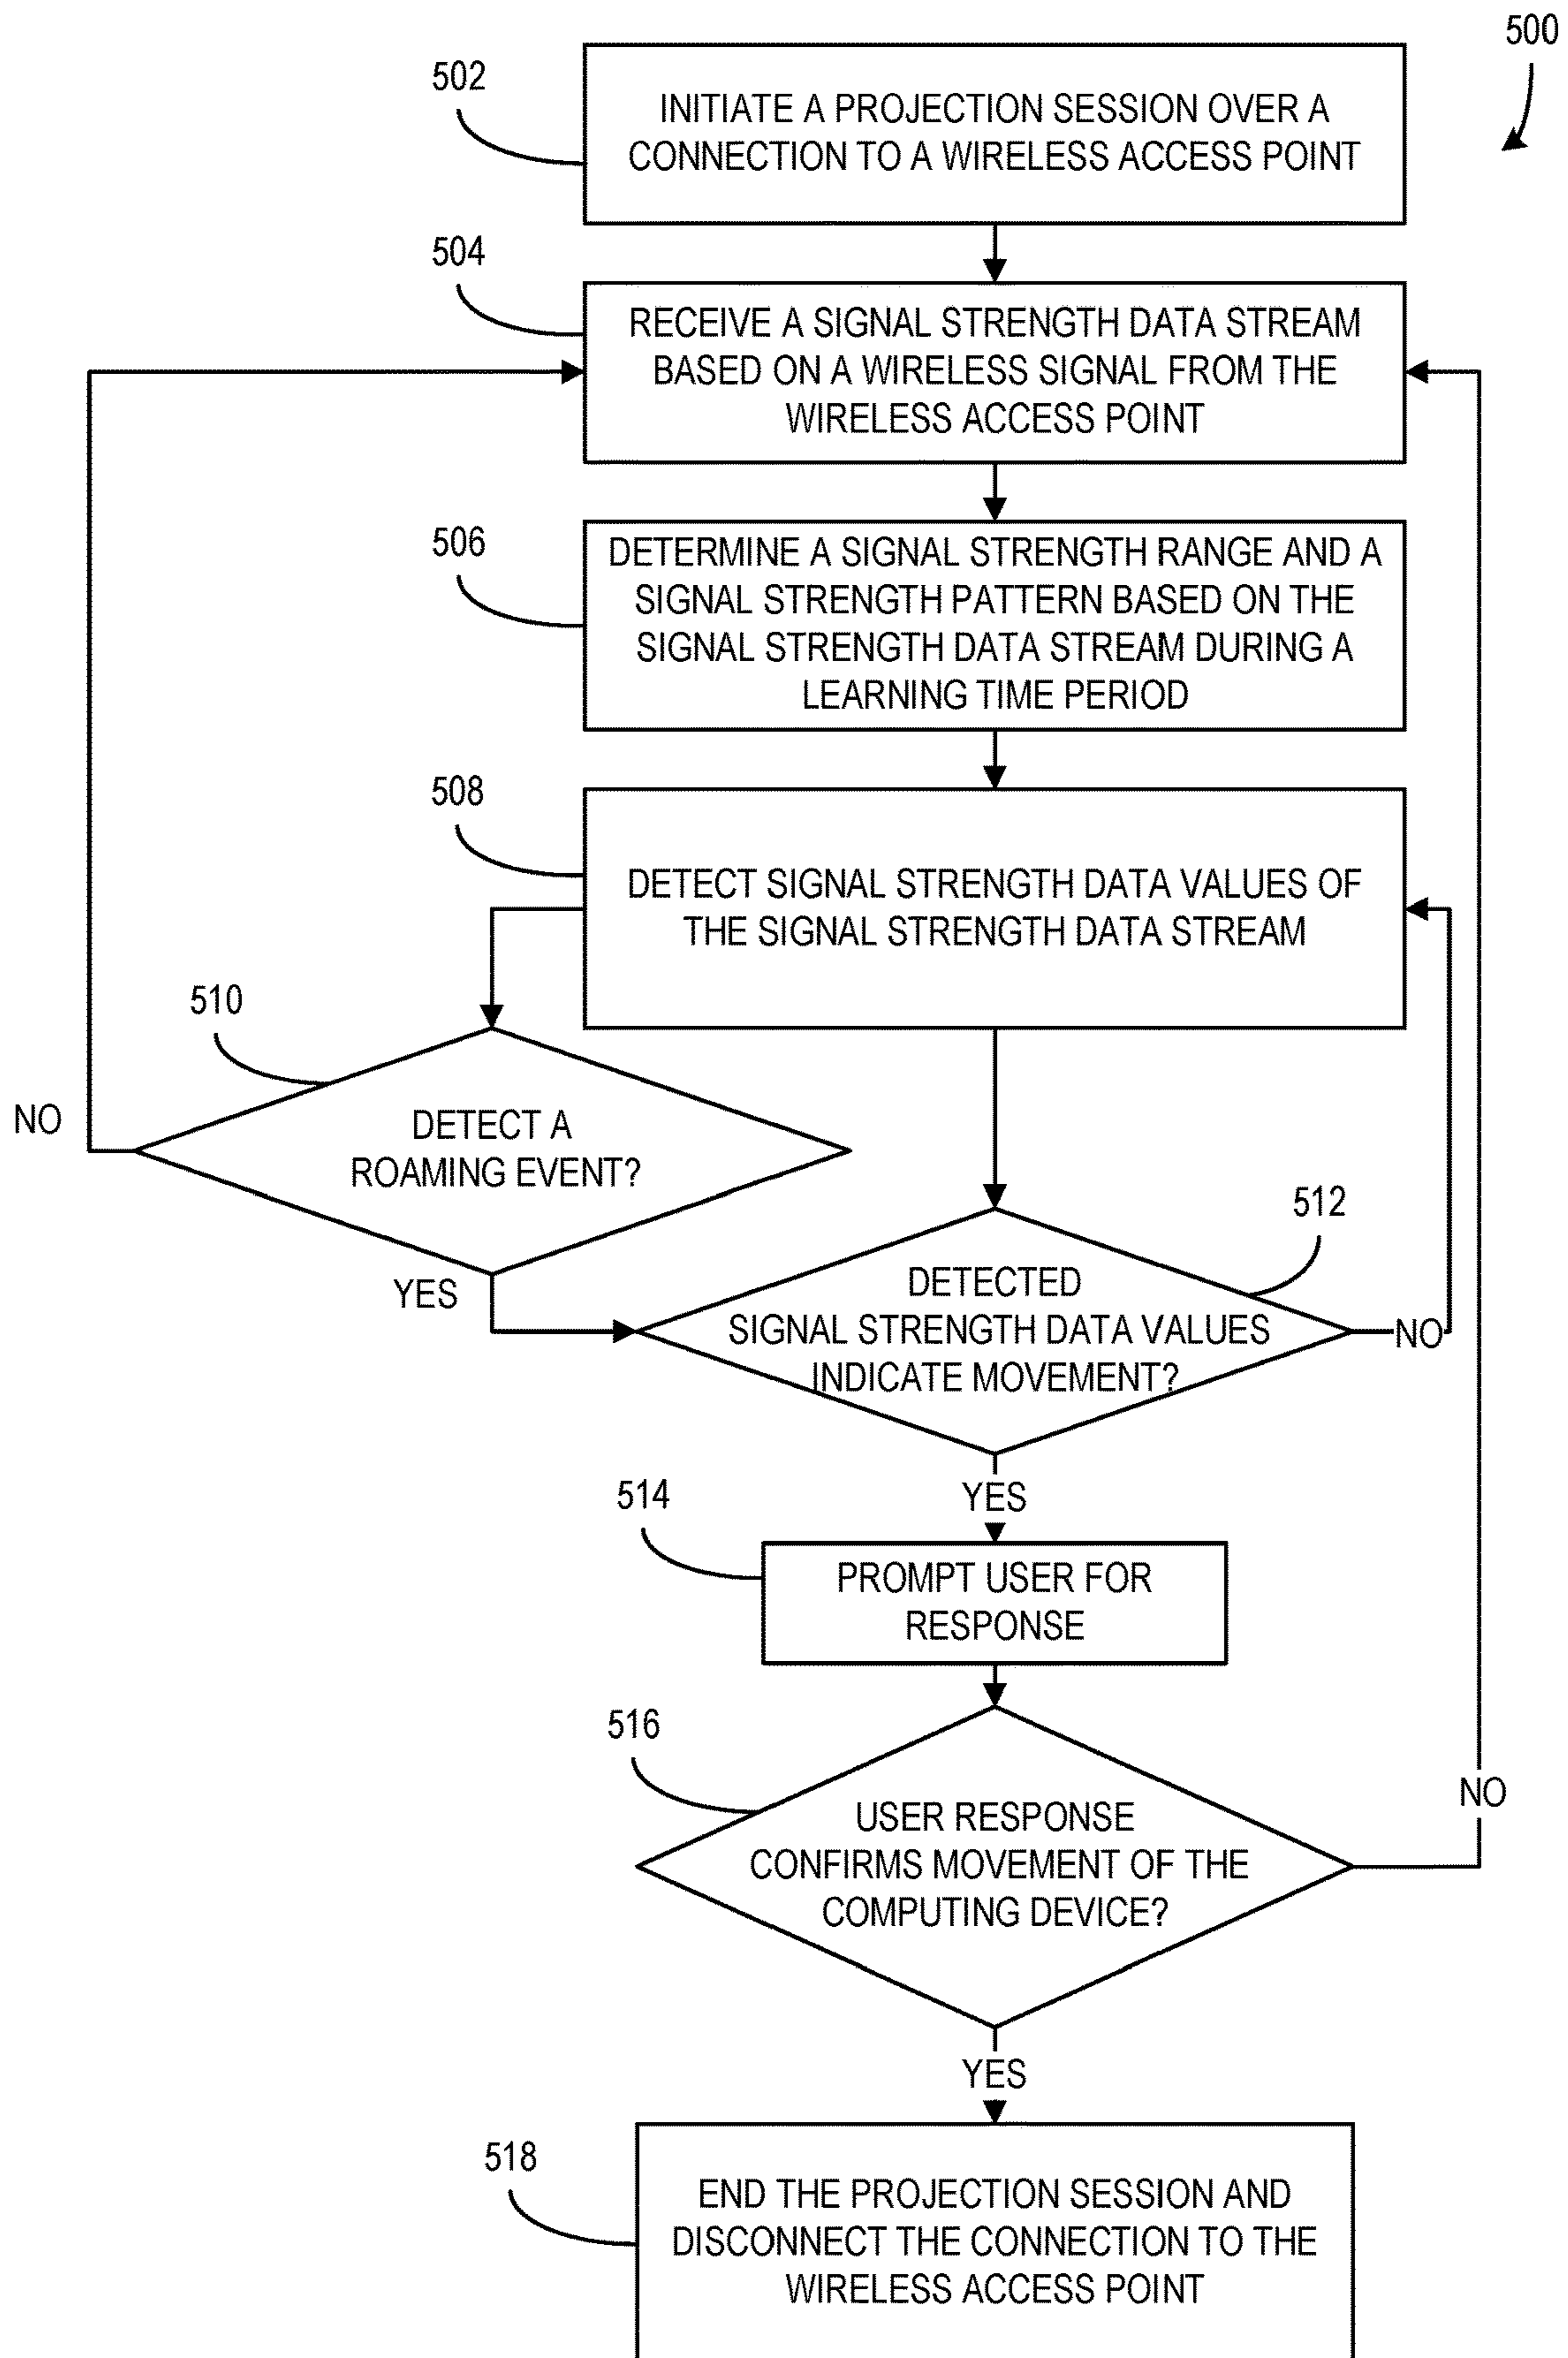 500
502
INITIATE A PROJECTION SESSION OVER A
CONNECTION TO A WIRELESS ACCESS POINT
504
RECEIVE A SIGNAL STRENGTH DATA STREAM
BASED ON A WIRELESS SIGNAL FROM THE
WIRELESS ACCESS POINT
506
DETERMINE A SIGNAL STRENGTH RANGE AND A
SIGNAL STRENGTH PATTERN BASED ON THE
SIGNAL STRENGTH DATA STREAM DURING A
LEARNING TIME PERIOD
508
DETECT SIGNAL STRENGTH DATA VALUES OF
THE SIGNAL STRENGTH DATA STREAM
510
NO
DETECT A
ROAMING EVENT?
YES
512
DETECTED
SIGNAL STRENGTH DATA VALUES
INDICATE MOVEMENT?
NO
YES
514
PROMPT USER FOR
RESPONSE
516
USER RESPONSE
CONFIRMS MOVEMENT OF THE
COMPUTING DEVICE?
NO
YES
518
END THE PROJECTION SESSION AND
DISCONNECT THE CONNECTION TO THE
WIRELESS ACCESS POINT